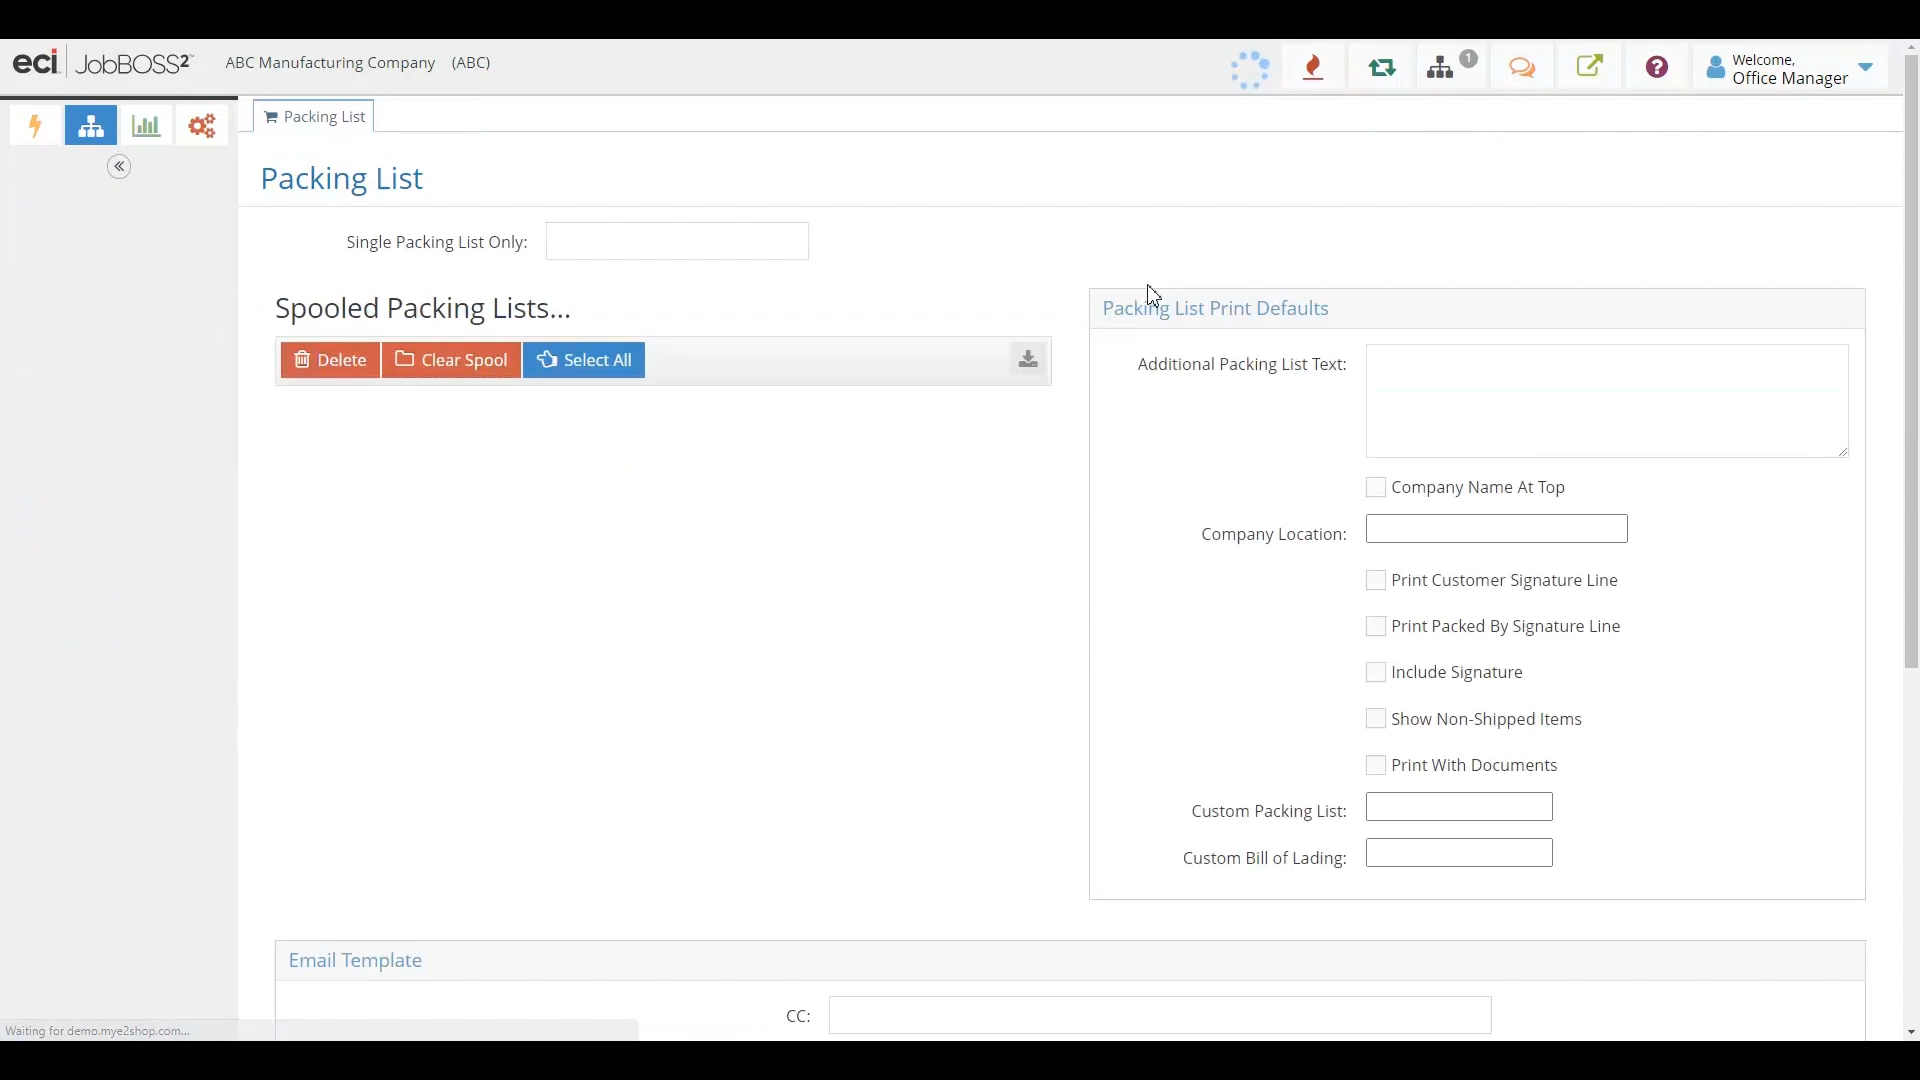 eci JobBOSS²™ ABC Manufacturing Company (ABC) 1 ? Welcome,
Office Manager
Packing List
Packing List
Single Packing List Only:
Spooled Packing Lists...
Delete Clear Spool Select All
Packing List Print Defaults
Additional Packing List Text:
Company Name At Top
Company Location:
Print Customer Signature Line
Print Packed By Signature Line
Include Signature
Show Non-Shipped Items
Print With Documents
Custom Packing List:
Custom Bill of Lading:
Email Template
CC:
Waiting for demo.mye2shop.com...